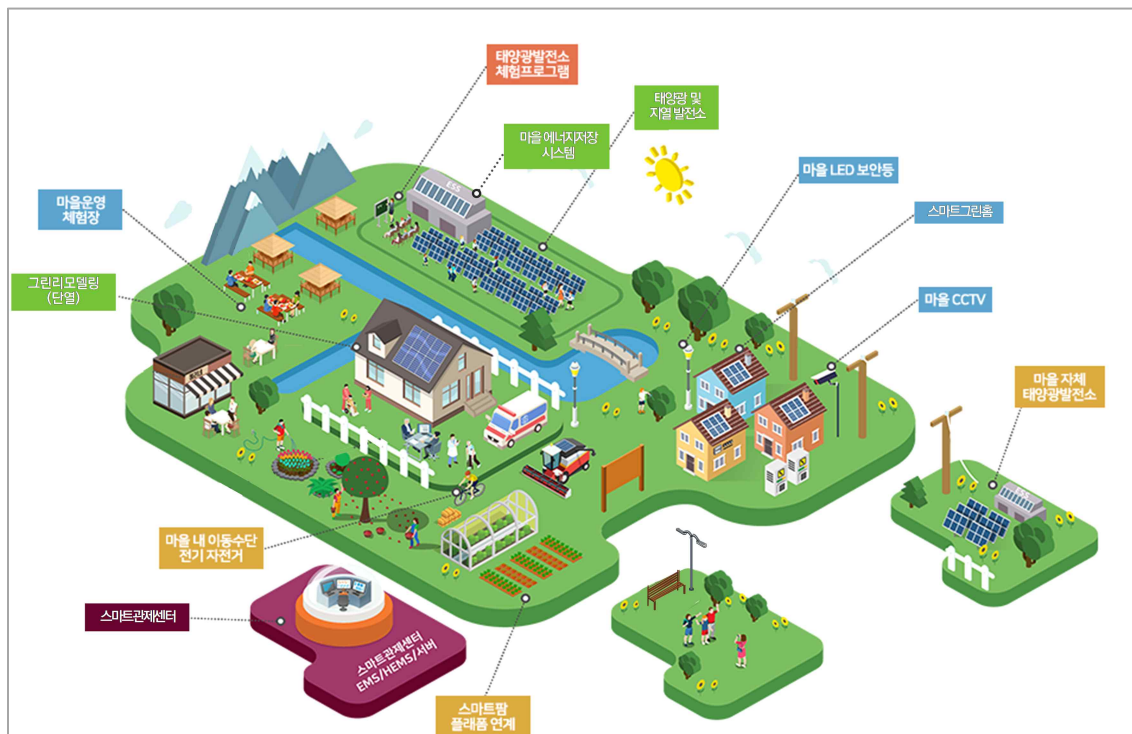 태양광발전소
체험프로그램
태양광 및
지열 발전소
마을 에너지저장
시스템
마을 LED 보안등
마을운영
체험장
스마트그린홈
그린리모델링
(단열)
마을 CCTV
마을 자체
태양광발전소
ESS
ESS
마을 내 이동수단
전기 자전거
스마트관제센터
스마트관제센터
EMS/HEMS/서버
스마트팜
플래폼 연계